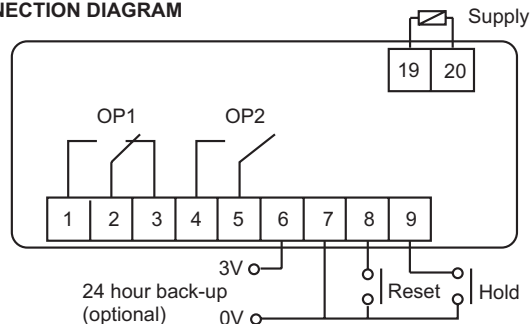 NECTION DIAGRAM
Supply
19 20
OP1 OP2
1 2 3 4 5 6 7 8 9
3V
24 hour back-up
(optional)
0V
Reset
Hold